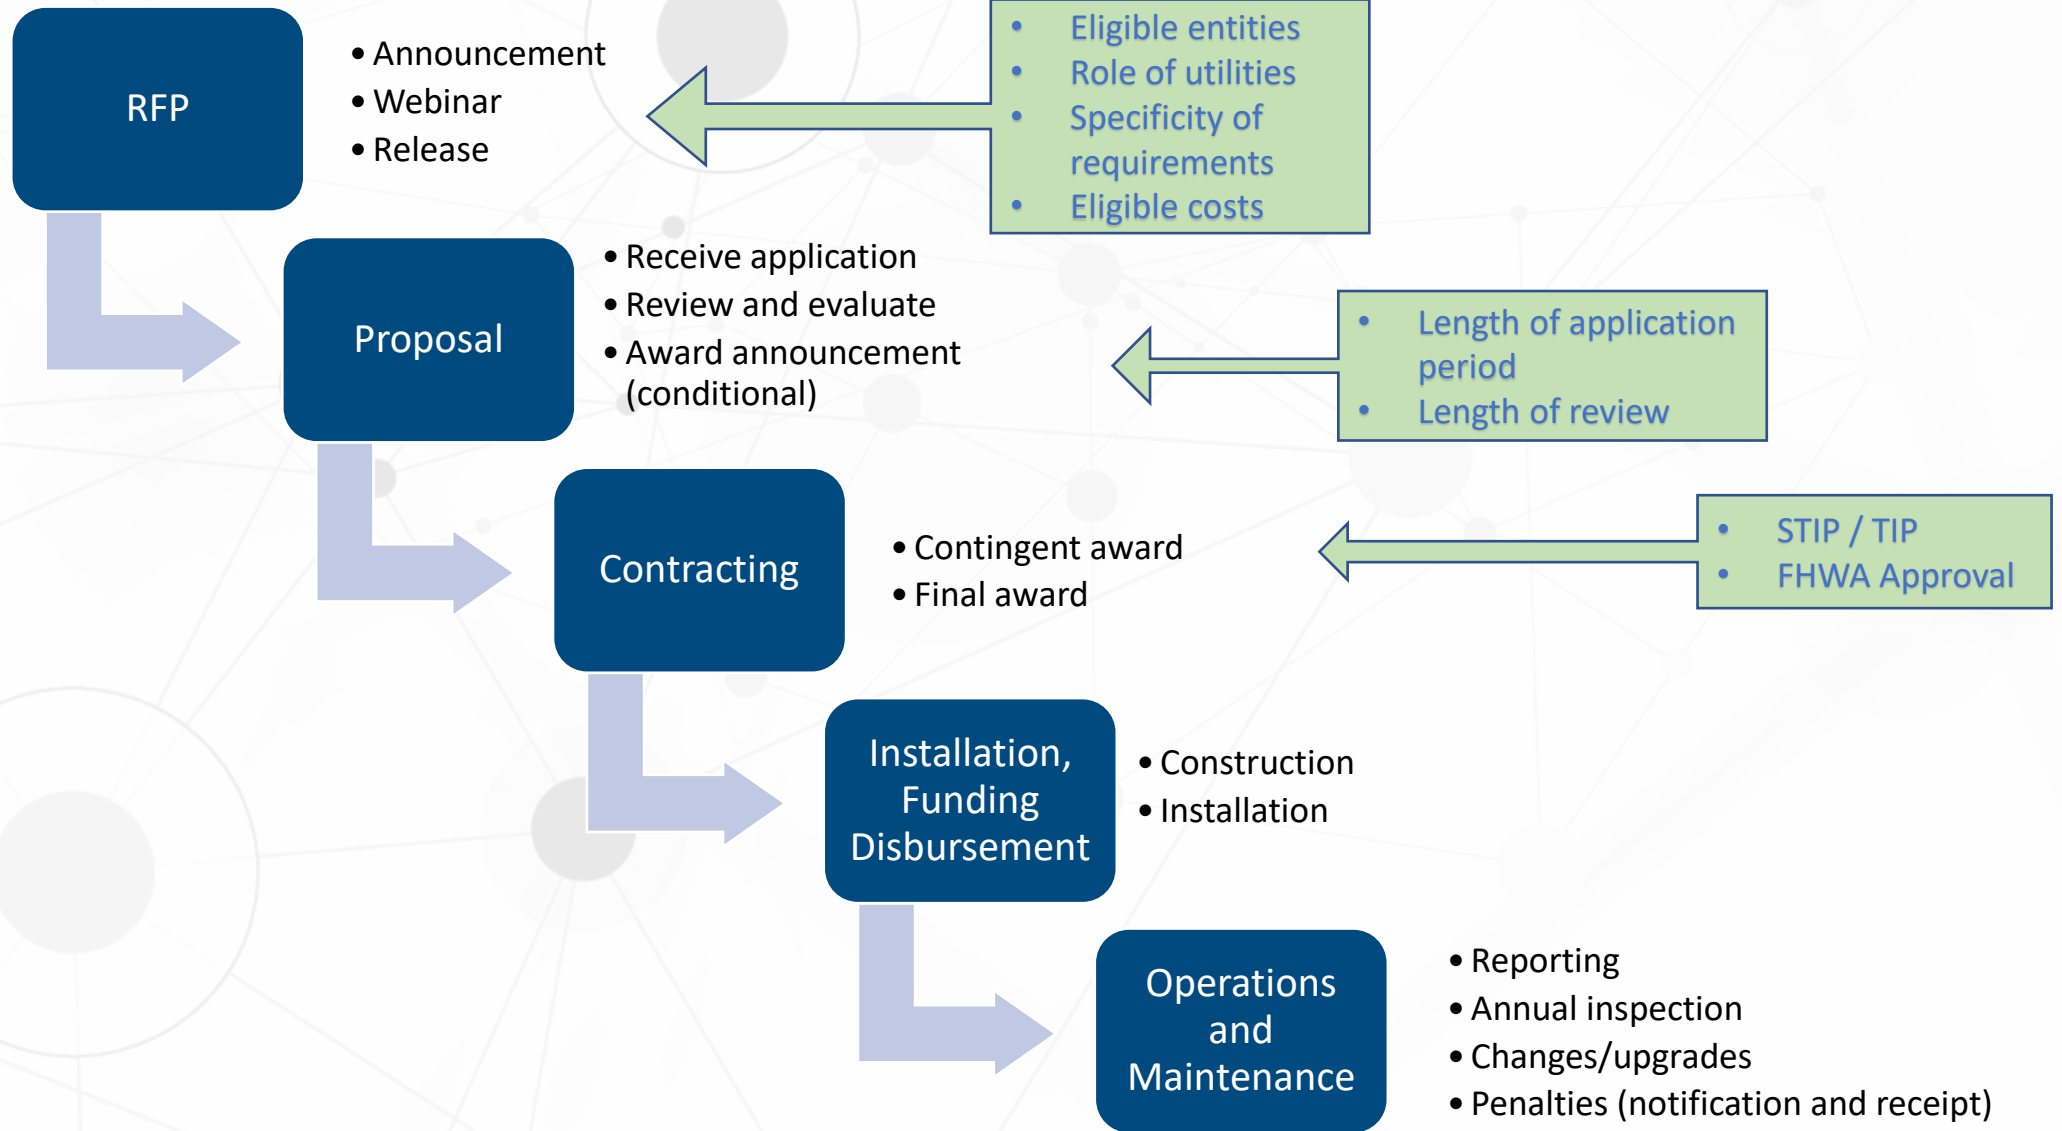 RFP
• Announcement
• Webinar
• Release
• Eligible entities
• Role of utilities
• Specificity of
requirements
• Eligible costs
Proposal
• Receive application
• Review and evaluate
• Award announcement
(conditional)
• Length of application
period
• Length of review
Contracting
• Contingent award
• Final award
• STIP / TIP
• FHWA Approval
Installation,
Funding
Disbursement
• Construction
• Installation
Operations
and
Maintenance
• Reporting
• Annual inspection
• Changes/upgrades
• Penalties (notification and receipt)